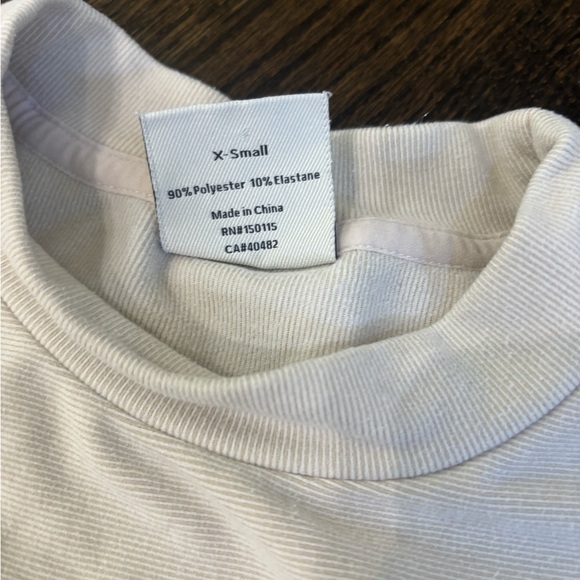 X-Small
90% Polyester 10% Elastane
Made in China
RN#150115
CA#40482